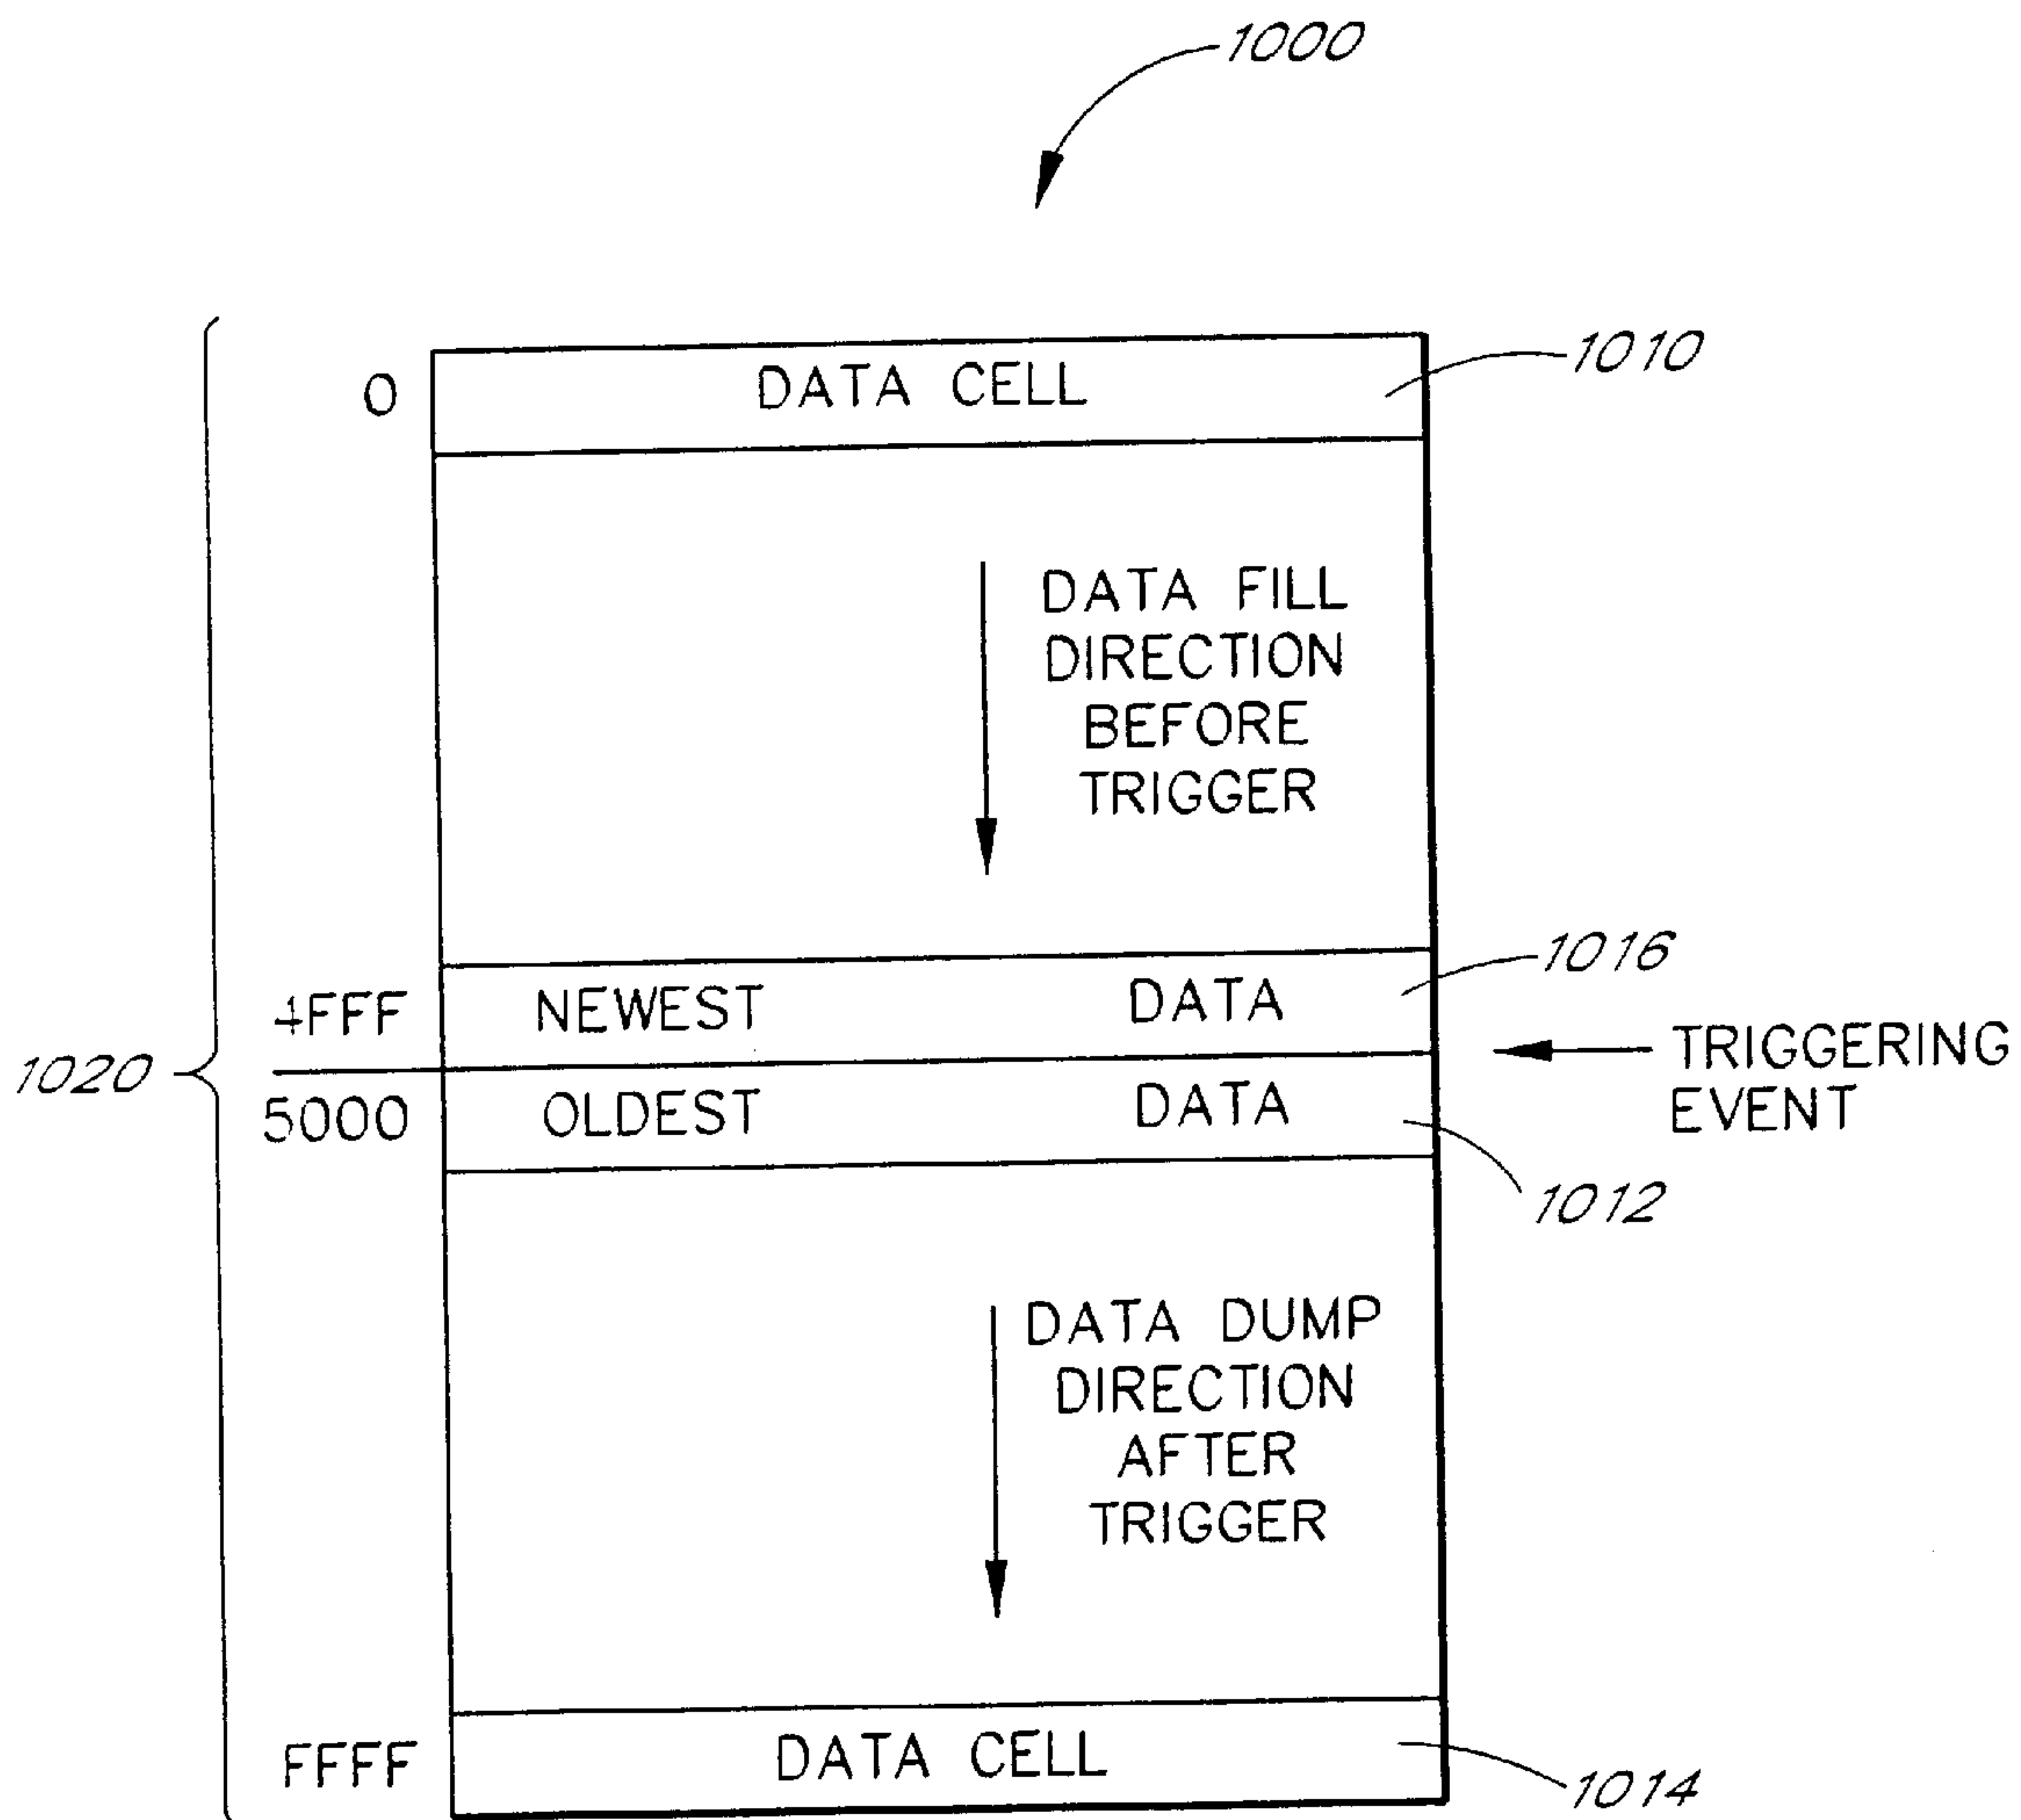 1000
1010
0 DATA CELL
DATA FILL
DIRECTION
BEFORE
TRIGGER
1016
4FFF NEWEST DATA
TRIGGERING
EVENT
1020
5000 OLDEST DATA
1012
DATA DUMP
DIRECTION
AFTER
TRIGGER
FFFF DATA CELL
1014